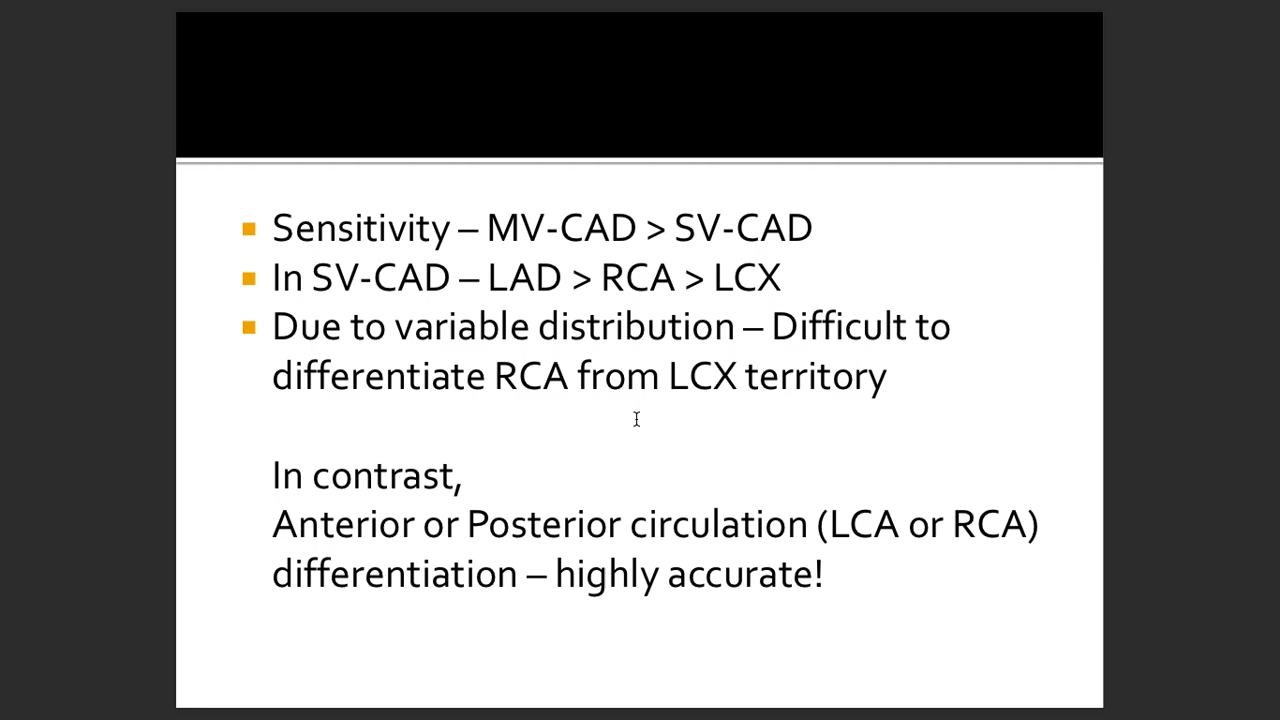 Sensitivity – MV-CAD > SV-CAD
In SV-CAD – LAD > RCA > LCX
Due to variable distribution – Difficult to
differentiate RCA from LCX territory
In contrast,
Anterior or Posterior circulation (LCA or RCA)
differentiation – highly accurate!